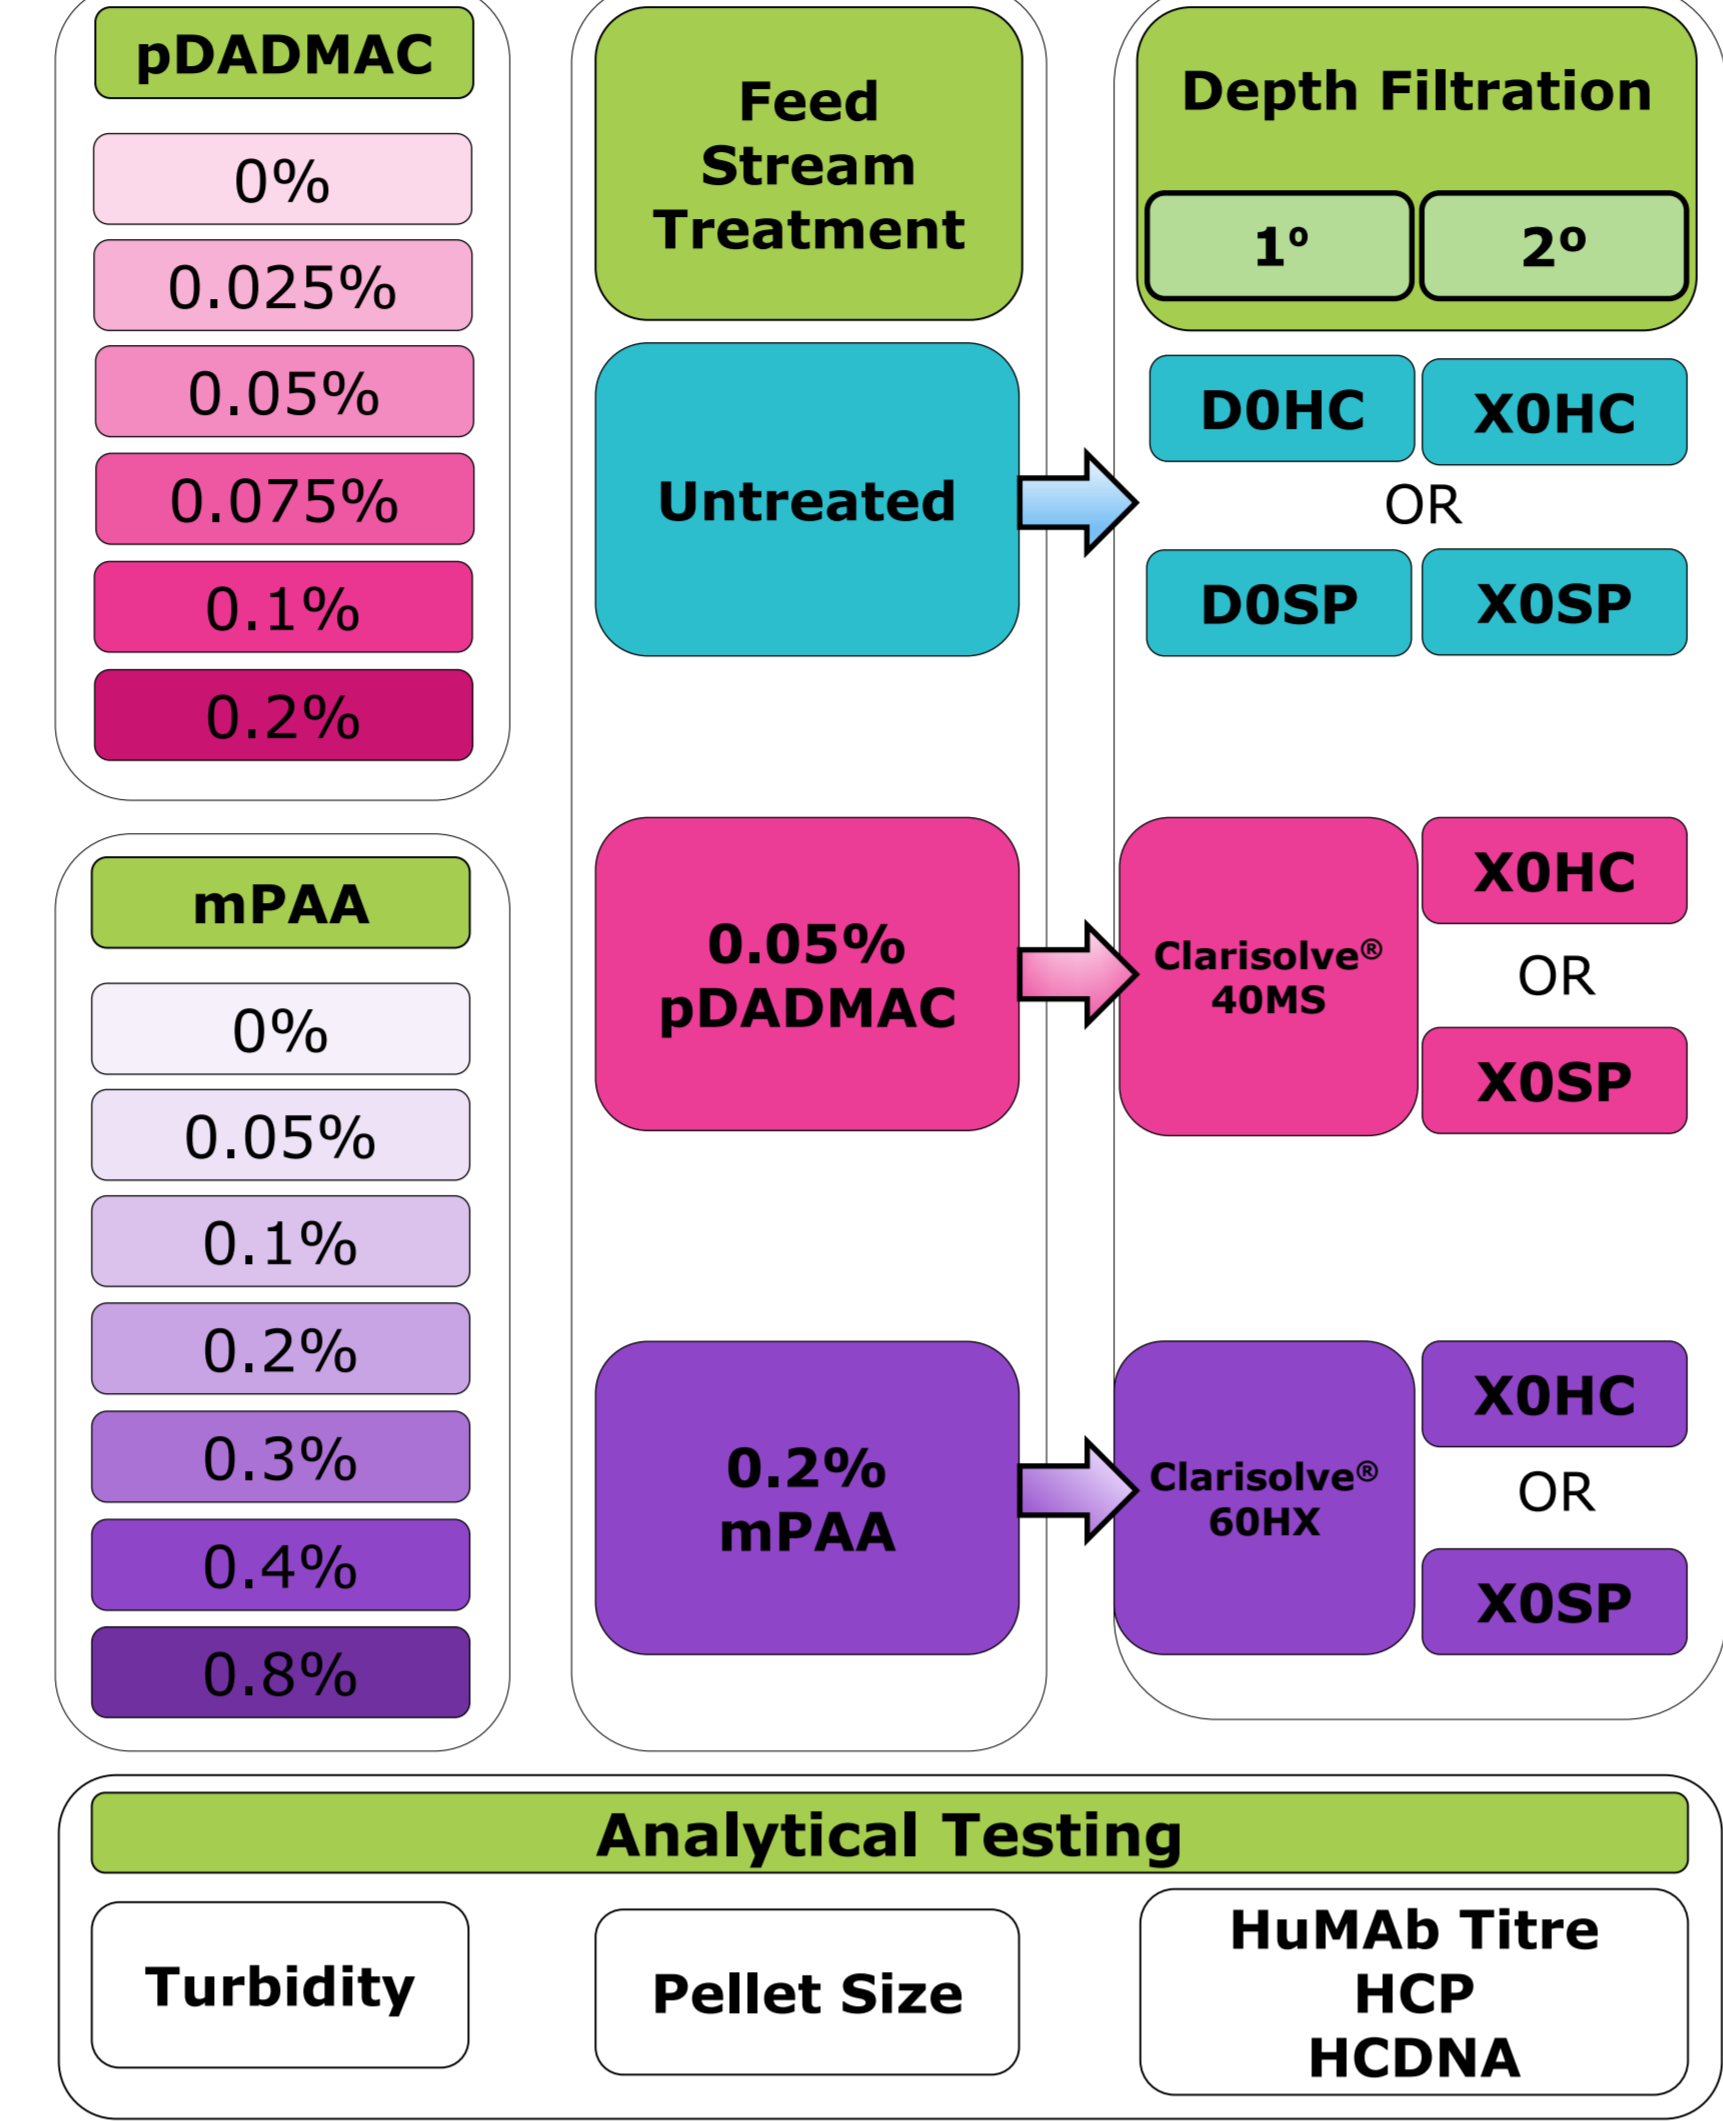 pDADMAC
0%
0.025%
0.05%
0.075%
0.1%
0.2%
mPAA
0%
0.05%
0.1%
0.2%
0.3%
0.4%
0.8%
Feed
Stream
Treatment
Untreated
0.05%
pDADMAC
0.2%
mPAA
Depth Filtration
1º 2º
D0HC X0HC
OR
D0SP X0SP
Clarisolve®
40MS
X0HC
OR
X0SP
Clarisolve®
60HX
X0HC
OR
X0SP
Analytical Testing
Turbidity
Pellet Size
HuMAb Titre
HCP
HCDNA